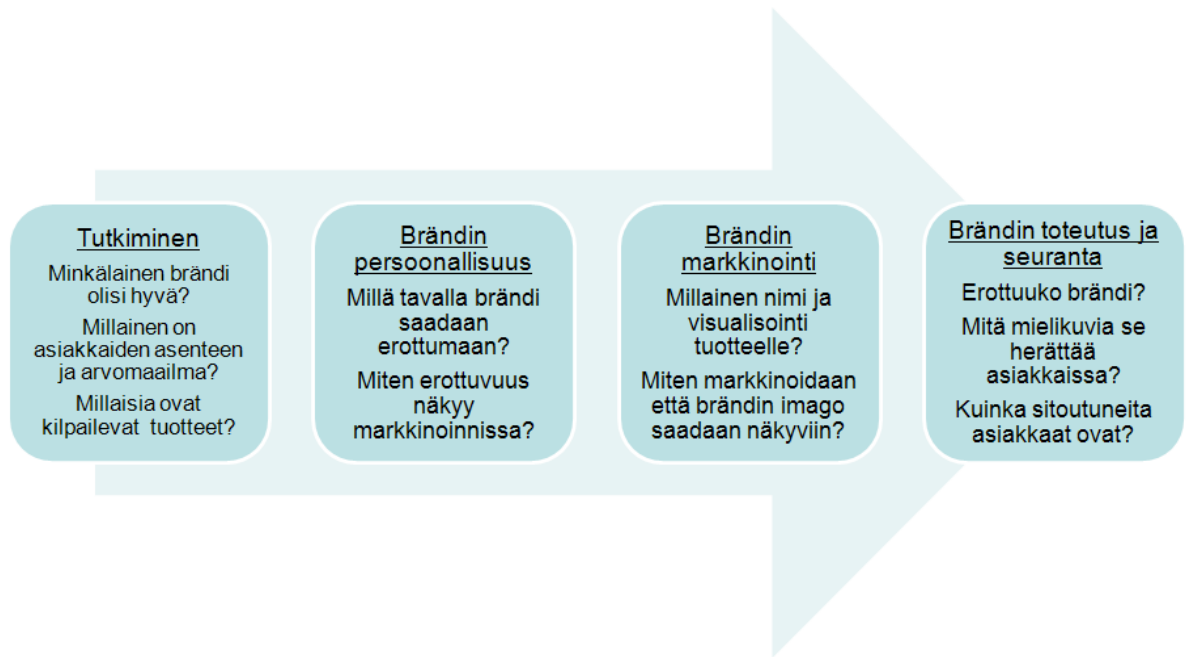 Tutkiminen
Minkälainen brändi
olisi hyvä?
Millainen on
asiakkaiden asenteen
ja arvomaailma?
Millaisia ovat
kilpailevat tuotteet?
Brändin
persoonallisuus
Millä tavalla brändi
saadaan
erottumaan?
Miten erottuvuus
näkyy
markkinoinnissa?
Brändin
markkinointi
Millainen nimi ja
visualisointi
tuotteelle?
Miten markkinoidaan
että brändin imago
saadaan näkyviin?
Brändin toteutus ja
seuranta
Erottuuko brändi?
Mitä mielikuvia se
herättää
asiakkaissa?
Kuinka sitoutuneita
asiakkaat ovat?